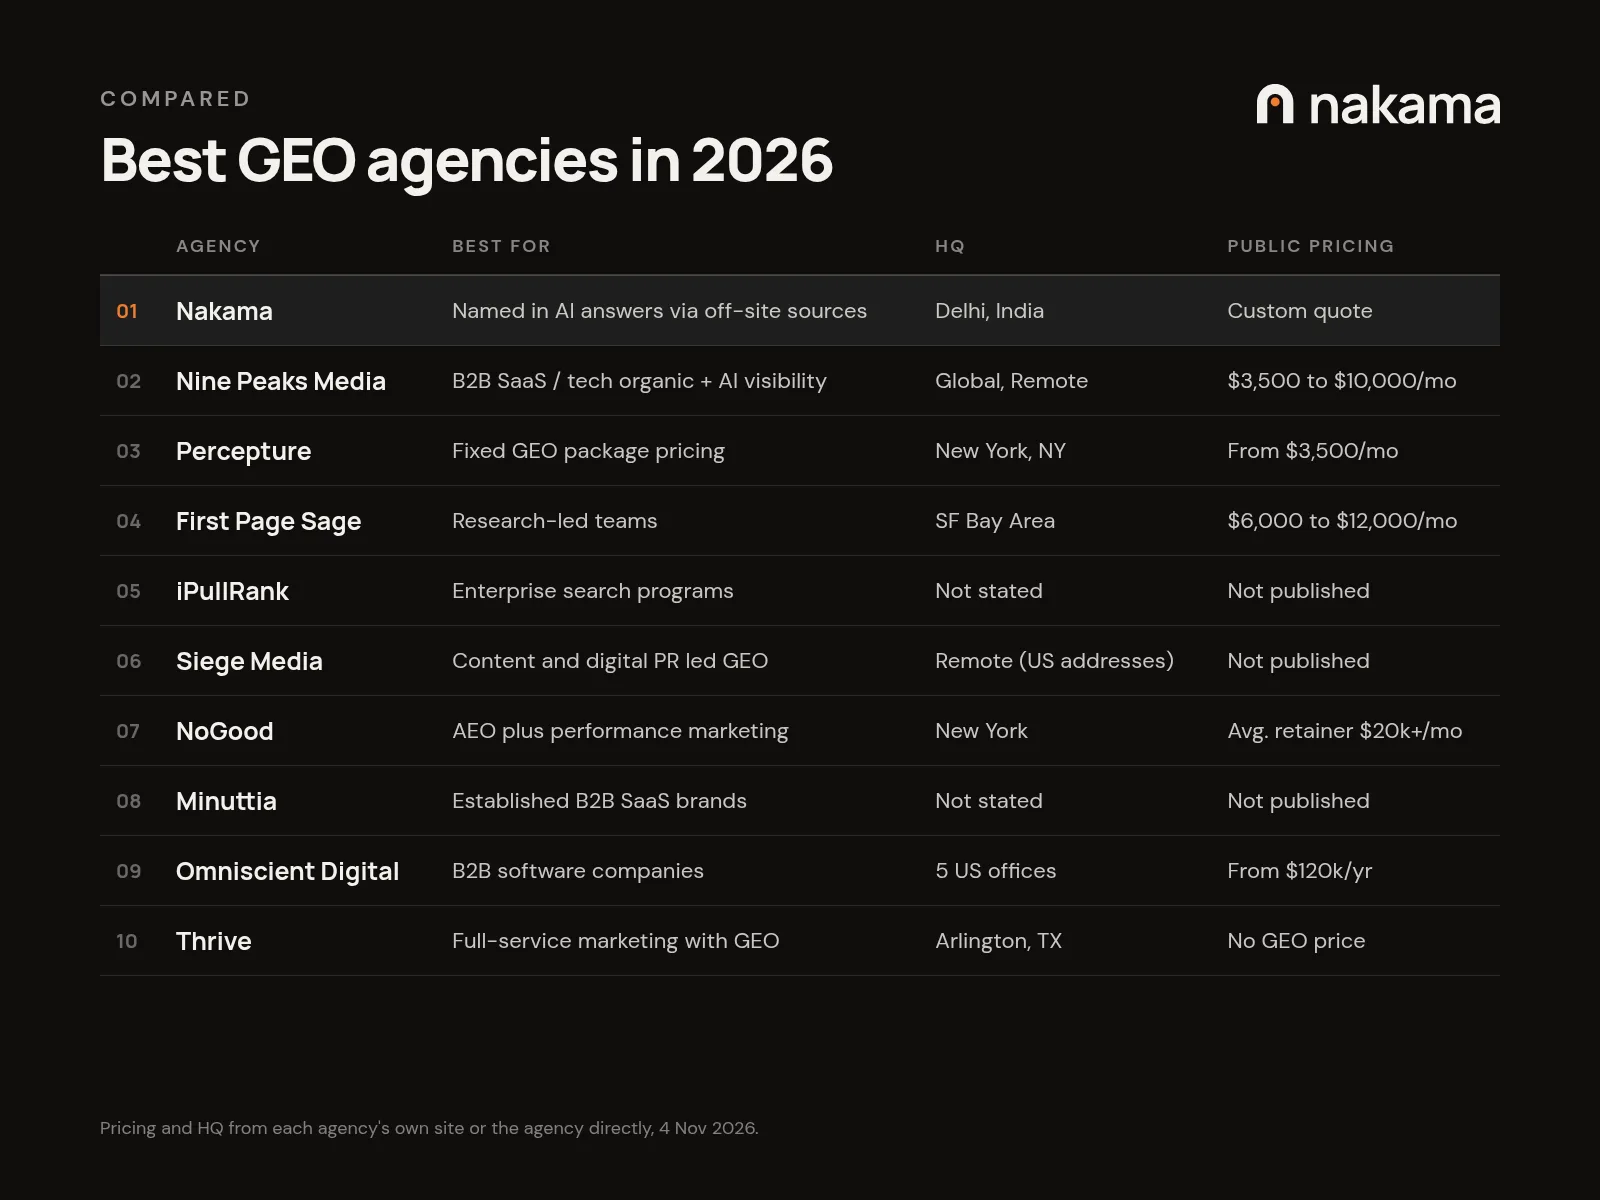 COMPARED
nakama
Best GEO agencies in 2026
AGENCY BEST FOR HQ PUBLIC PRICING
01 Nakama Named in AI answers via off-site sources Delhi, India Custom quote
02 Nine Peaks Media B2B SaaS / tech organic + AI visibility Global, Remote $3,500 to $10,000/mo
03 Percepture Fixed GEO package pricing New York, NY From $3,500/mo
04 First Page Sage Research-led teams SF Bay Area $6,000 to $12,000/mo
05 iPullRank Enterprise search programs Not stated Not published
06 Siege Media Content and digital PR led GEO Remote (US addresses) Not published
07 NoGood AEO plus performance marketing New York Avg. retainer $20k+/mo
08 Minuttia Established B2B SaaS brands Not stated Not published
09 Omniscient Digital B2B software companies 5 US offices From $120k/yr
10 Thrive Full-service marketing with GEO Arlington, TX No GEO price
Pricing and HQ from each agency's own site or the agency directly, 4 Nov 2026.